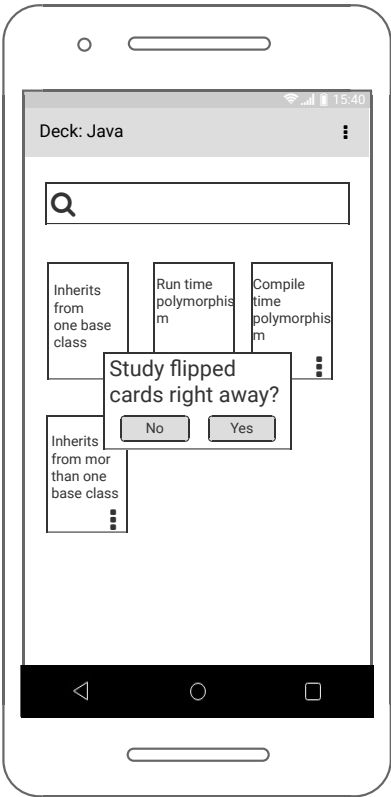 15:40
Deck: Java
Inherits
from
one base
class
Run time
polymorphis
m
Compile
time
polymorphis
m
Study flipped
cards right away?
No
Yes
Inherits
from mor
than one
base class